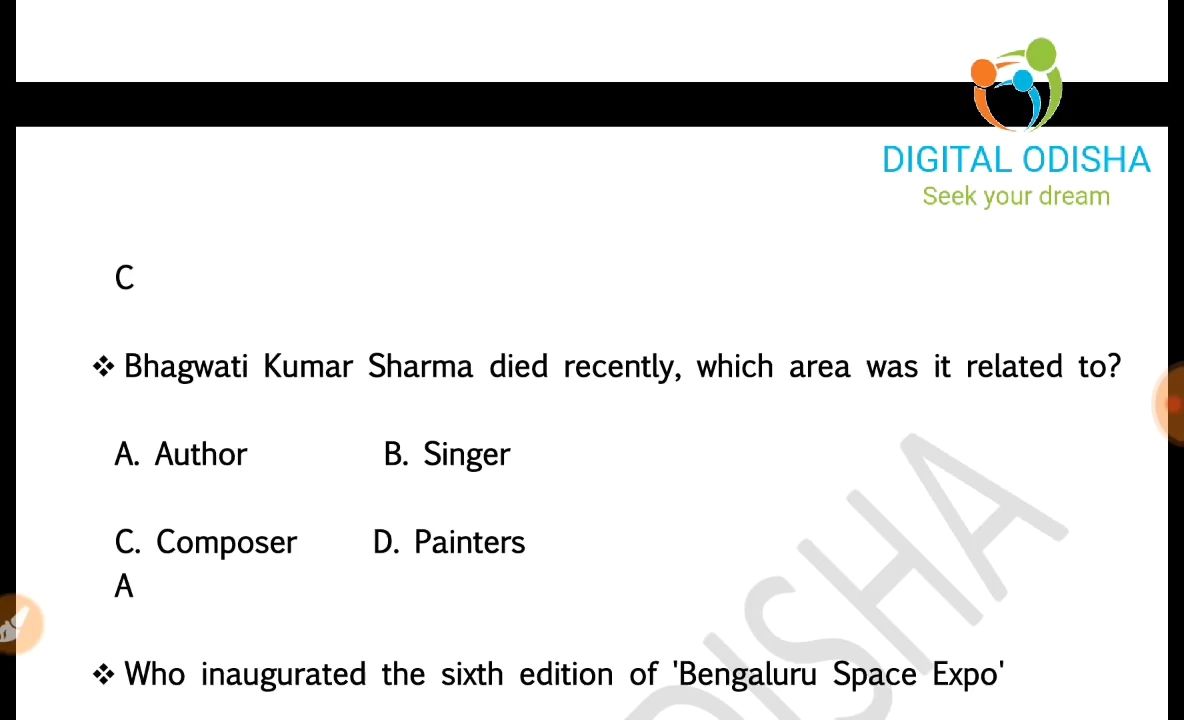 DIGITAL ODISHA
Seek your dream
C
❖ Bhagwati Kumar Sharma died recently, which area was it related to?
A. Author B. Singer
C. Composer D. Painters
A
❖ Who inaugurated the sixth edition of 'Bengaluru Space Expo'
DISHA